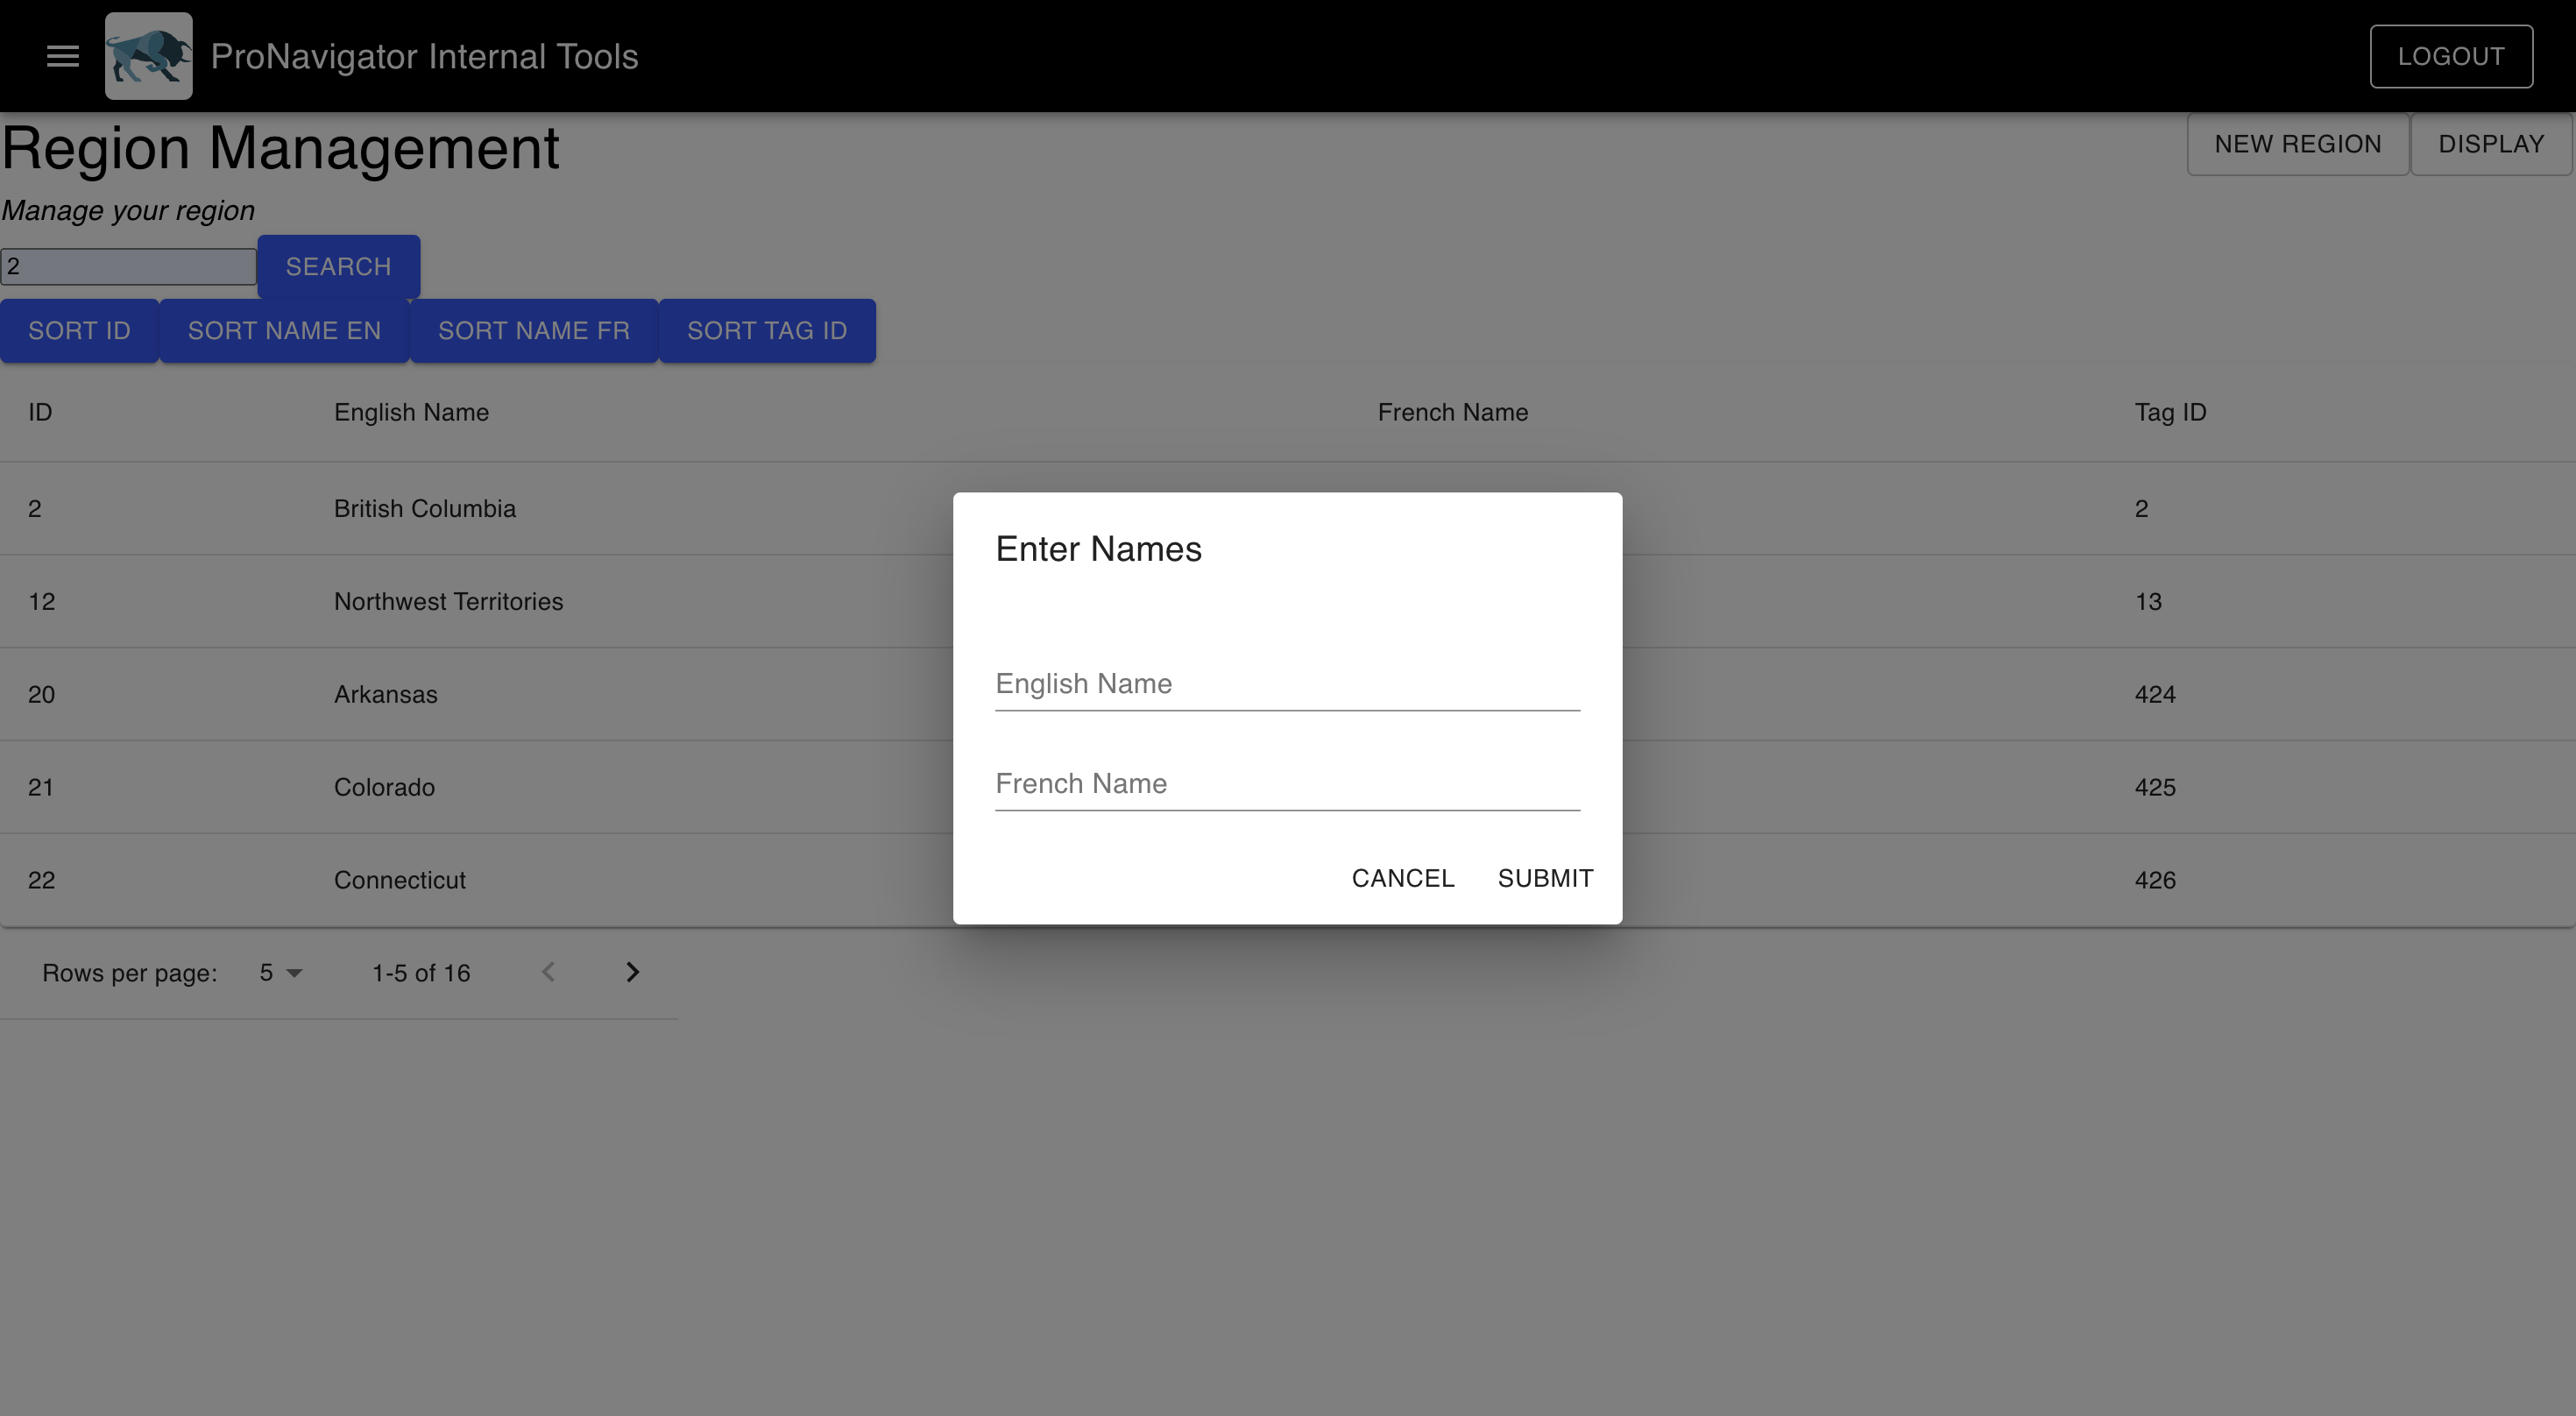 ProNavigator Internal Tools
LOGOUT
Region Management
NEW REGION
DISPLAY
Manage your region
2
SEARCH
SORT ID
SORT NAME EN
SORT NAME FR
SORT TAG ID
ID English Name French Name Tag ID
2 British Columbia 2
12 Northwest Territories 13
20 Arkansas 424
21 Colorado 425
22 Connecticut 426
Rows per page: 5 1-5 of 16
Enter Names
English Name
French Name
CANCEL SUBMIT